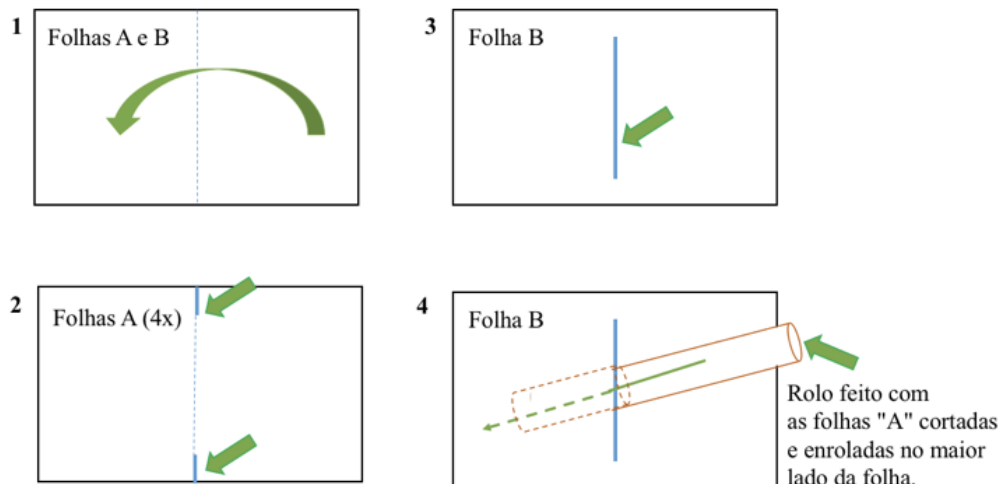 1
Folhas A e B
3
Folha B
2
Folhas A (4x)
4
Folha B
Rolo feito com
as folhas "A" cortadas
e enroladas no maior
lado da folha.